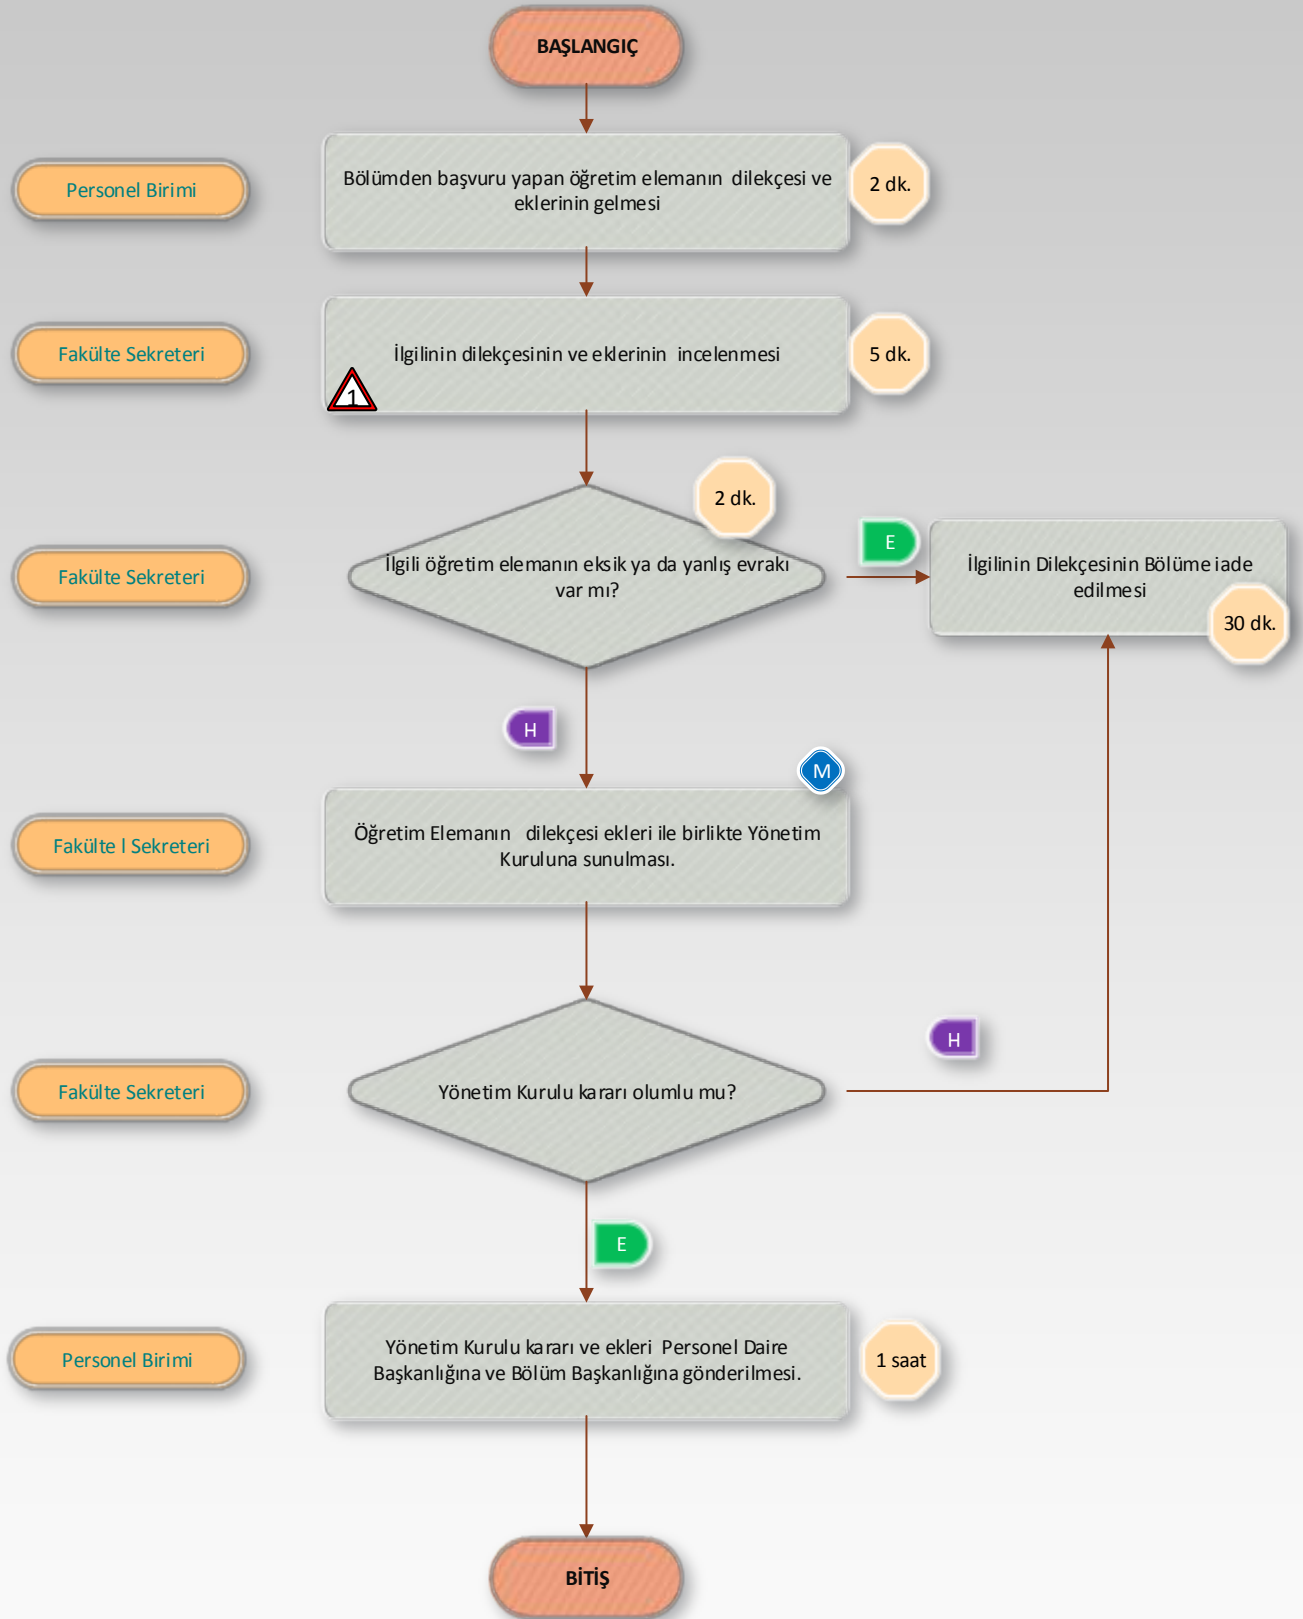 BAŞLANGIÇ
Personel Birimi
Bölümden başvuru yapan öğretim elemanın dilekçesi ve
eklerinin gelmesi
2 dk.
Fakülte Sekreteri
İlgilinin dilekçesinin ve eklerinin incelenmesi
1
5 dk.
2 dk.
Fakülte Sekreteri
İlgili öğretim elemanın eksik ya da yanlış evrakı
var mı?
E
İlgilinin Dilekçesinin Bölüme iade
edilmesi
30 dk.
H
M
Fakülte l Sekreteri
Öğretim Elemanın dilekçesi ekleri ile birlikte Yönetim
Kuruluna sunulması.
Fakülte Sekreteri
Yönetim Kurulu kararı olumlu mu?
H
E
Personel Birimi
Yönetim Kurulu kararı ve ekleri Personel Daire
Başkanlığına ve Bölüm Başkanlığına gönderilmesi.
1 saat
BİTİŞ